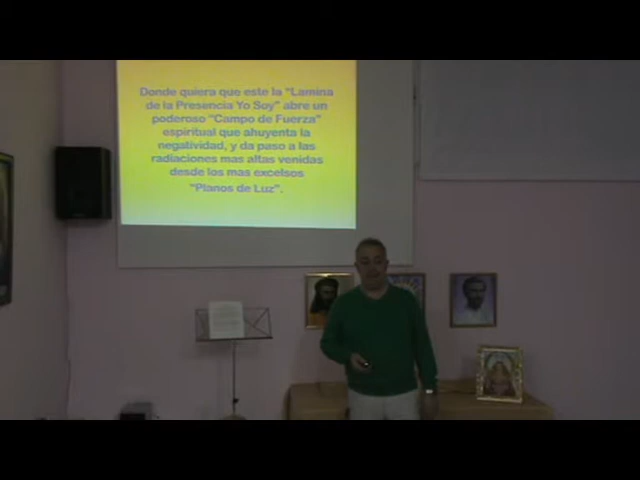 Donde quiera que este la “Lamina
de la Presencia Yo Soy” abre un
poderoso “Campo de Fuerza”
espiritual que ahuyenta la
negatividad, y da paso a las
radiaciones mas altas venidas
desde los mas excelsos
“Planos de Luz”.